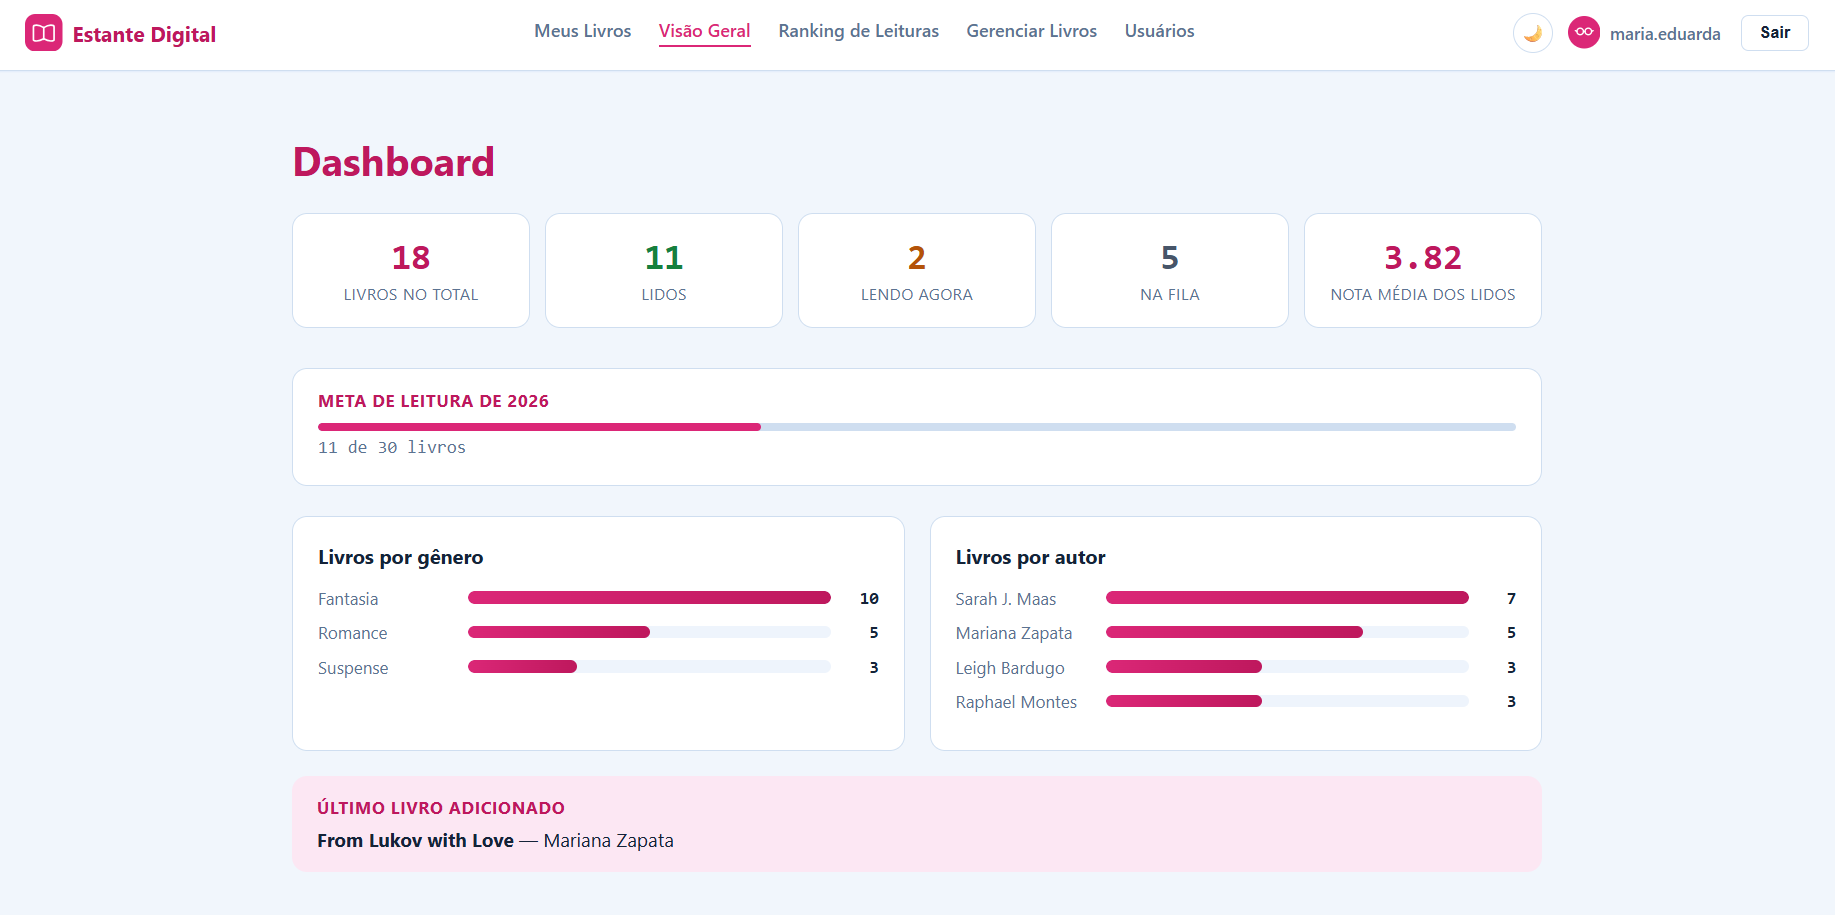 Estante Digital
Meus Livros Visão Geral Ranking de Leituras Gerenciar Livros Usuários
maria.eduarda Sair
Dashboard
18
LIVROS NO TOTAL
11
LIDOS
2
LENDO AGORA
5
NA FILA
3.82
NOTA MÉDIA DOS LIDOS
META DE LEITURA DE 2026
11 de 30 livros
Livros por gênero
Fantasia 10
Romance 5
Suspense 3
Livros por autor
Sarah J. Maas 7
Mariana Zapata 5
Leigh Bardugo 3
Raphael Montes 3
ÚLTIMO LIVRO ADICIONADO
From Lukov with Love — Mariana Zapata